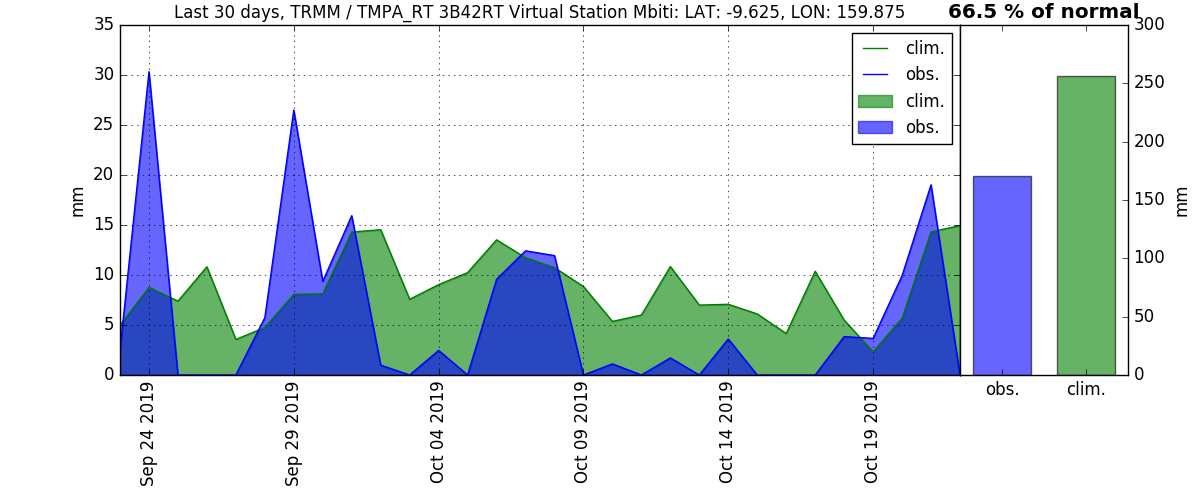 Last 30 days, TRMM / TMPA_RT 3B42RT Virtual Station Mbiti: LAT: -9.625, LON: 159.875
66.5 % of normal
35
30
25
20
15
10
5
0
mm
clim.
obs.
clim.
obs.
Sep 24 2019
Sep 29 2019
Oct 04 2019
Oct 09 2019
Oct 14 2019
Oct 19 2019
300
250
200
150
100
50
0
mm
obs.
clim.